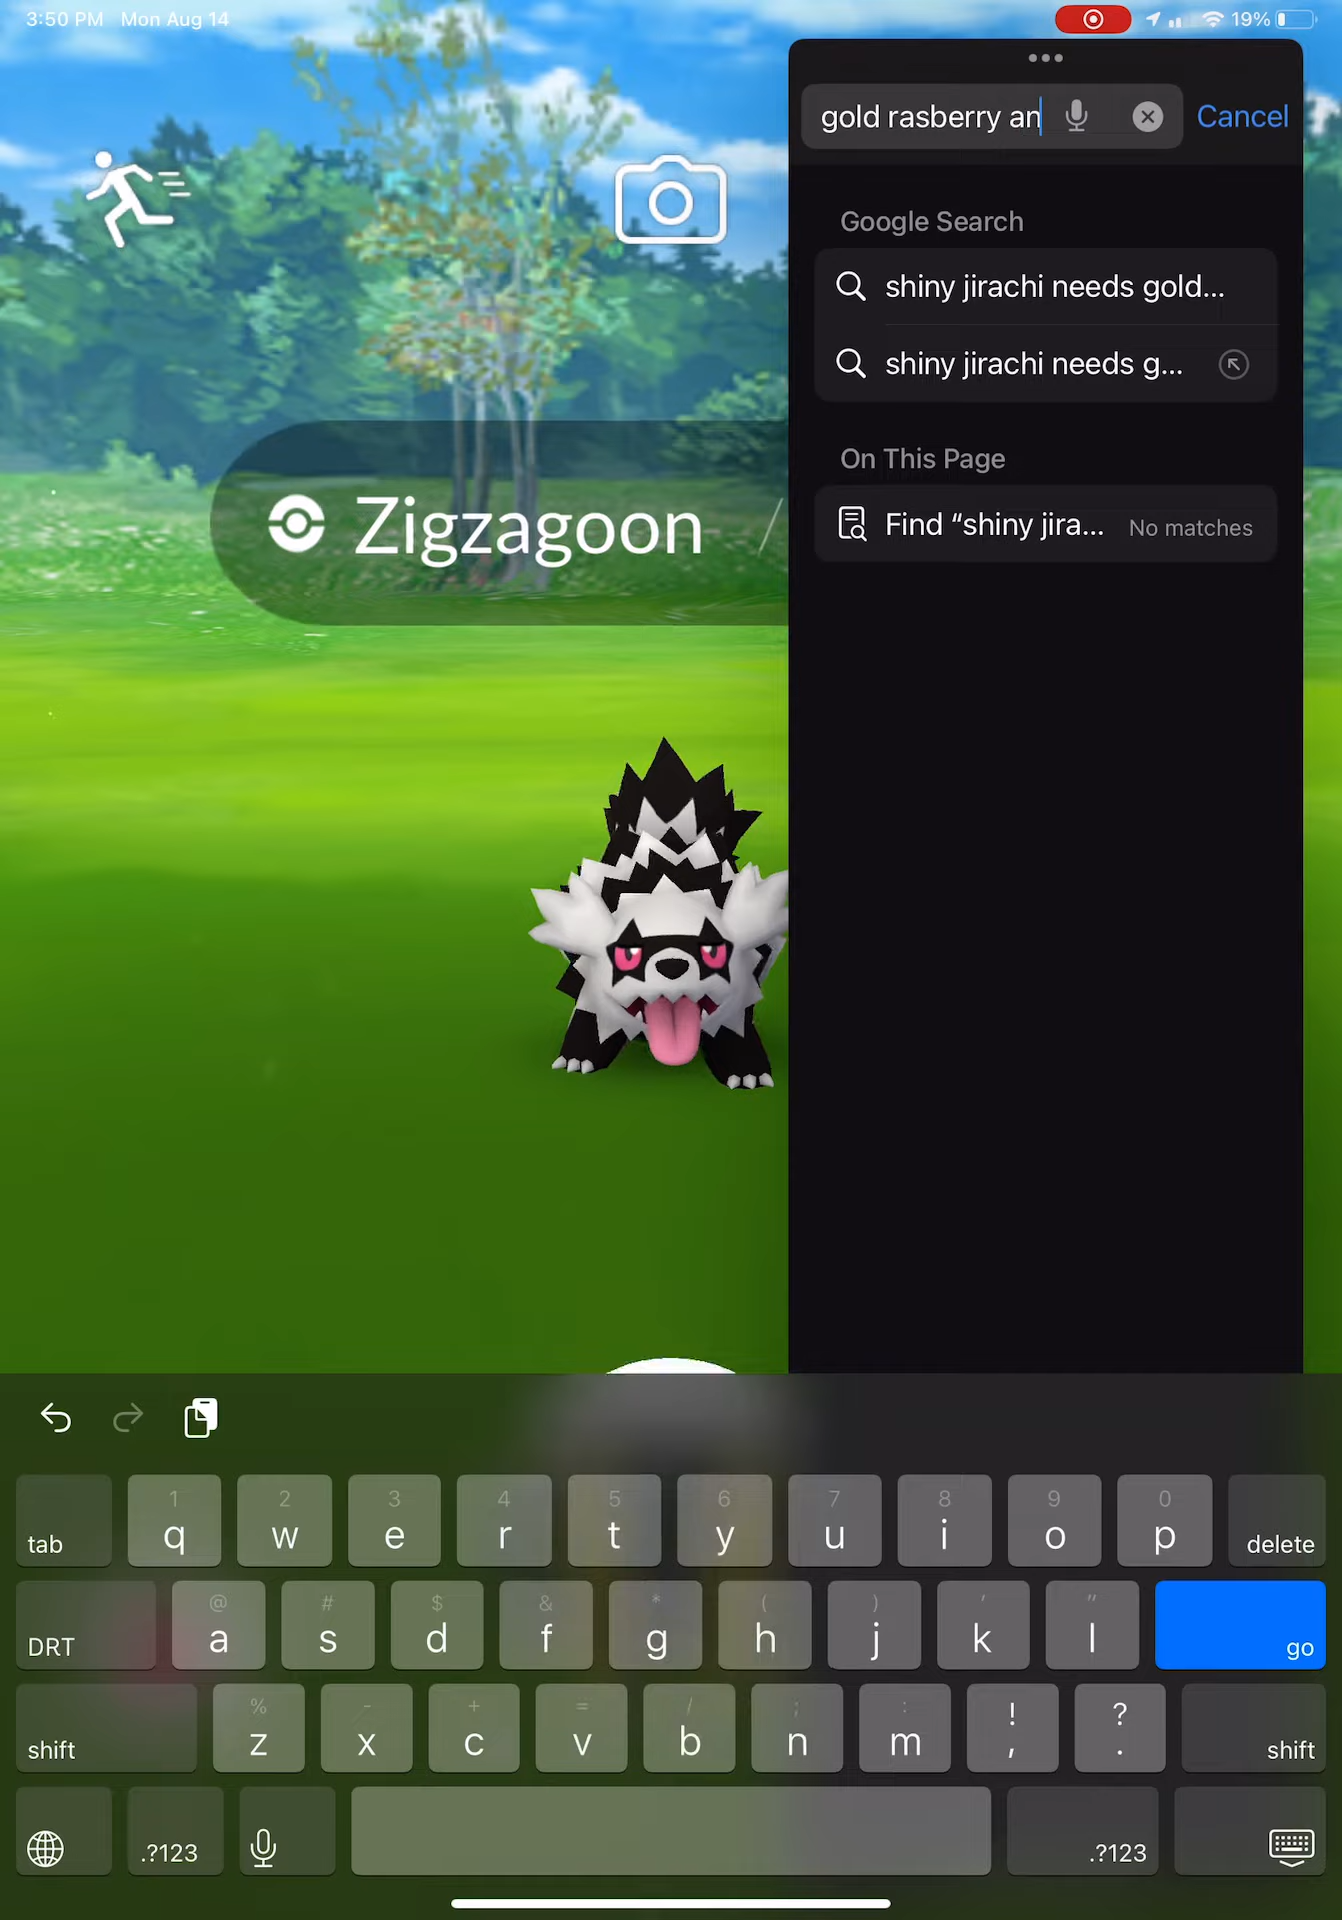 3:50 PM Mon Aug 14
19%
gold rasberry an
Cancel
Google Search
shiny jirachi needs gold...
shiny jirachi needs g...
On This Page
Find “shiny jira... No matches
Zigzagoon /
tab 1 q 2 w 3 e 4 r 5 t 6 y 7 u 8 i 9 o 0 p delete
DRT @ a # s $ d & f * g ( h ) j ' k " l go
shift % z - x + c = v / b ; n : m ! , ? . shift
.?123 .?123